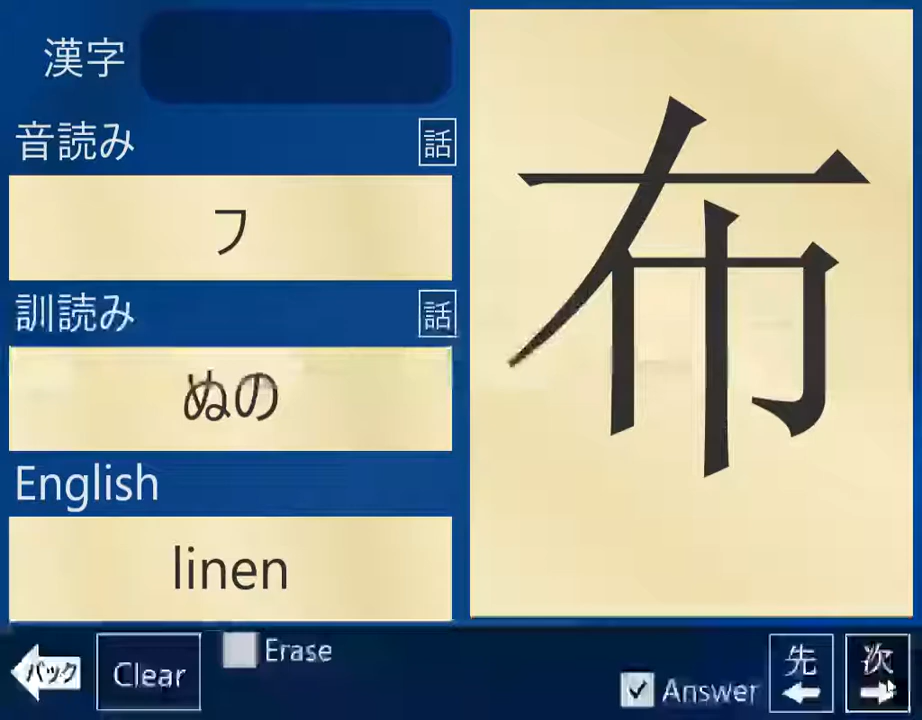 漢字
音読み
話
フ
訓読み
話
ぬの
English
linen
布
バック
Clear
Erase
Answer
先
次